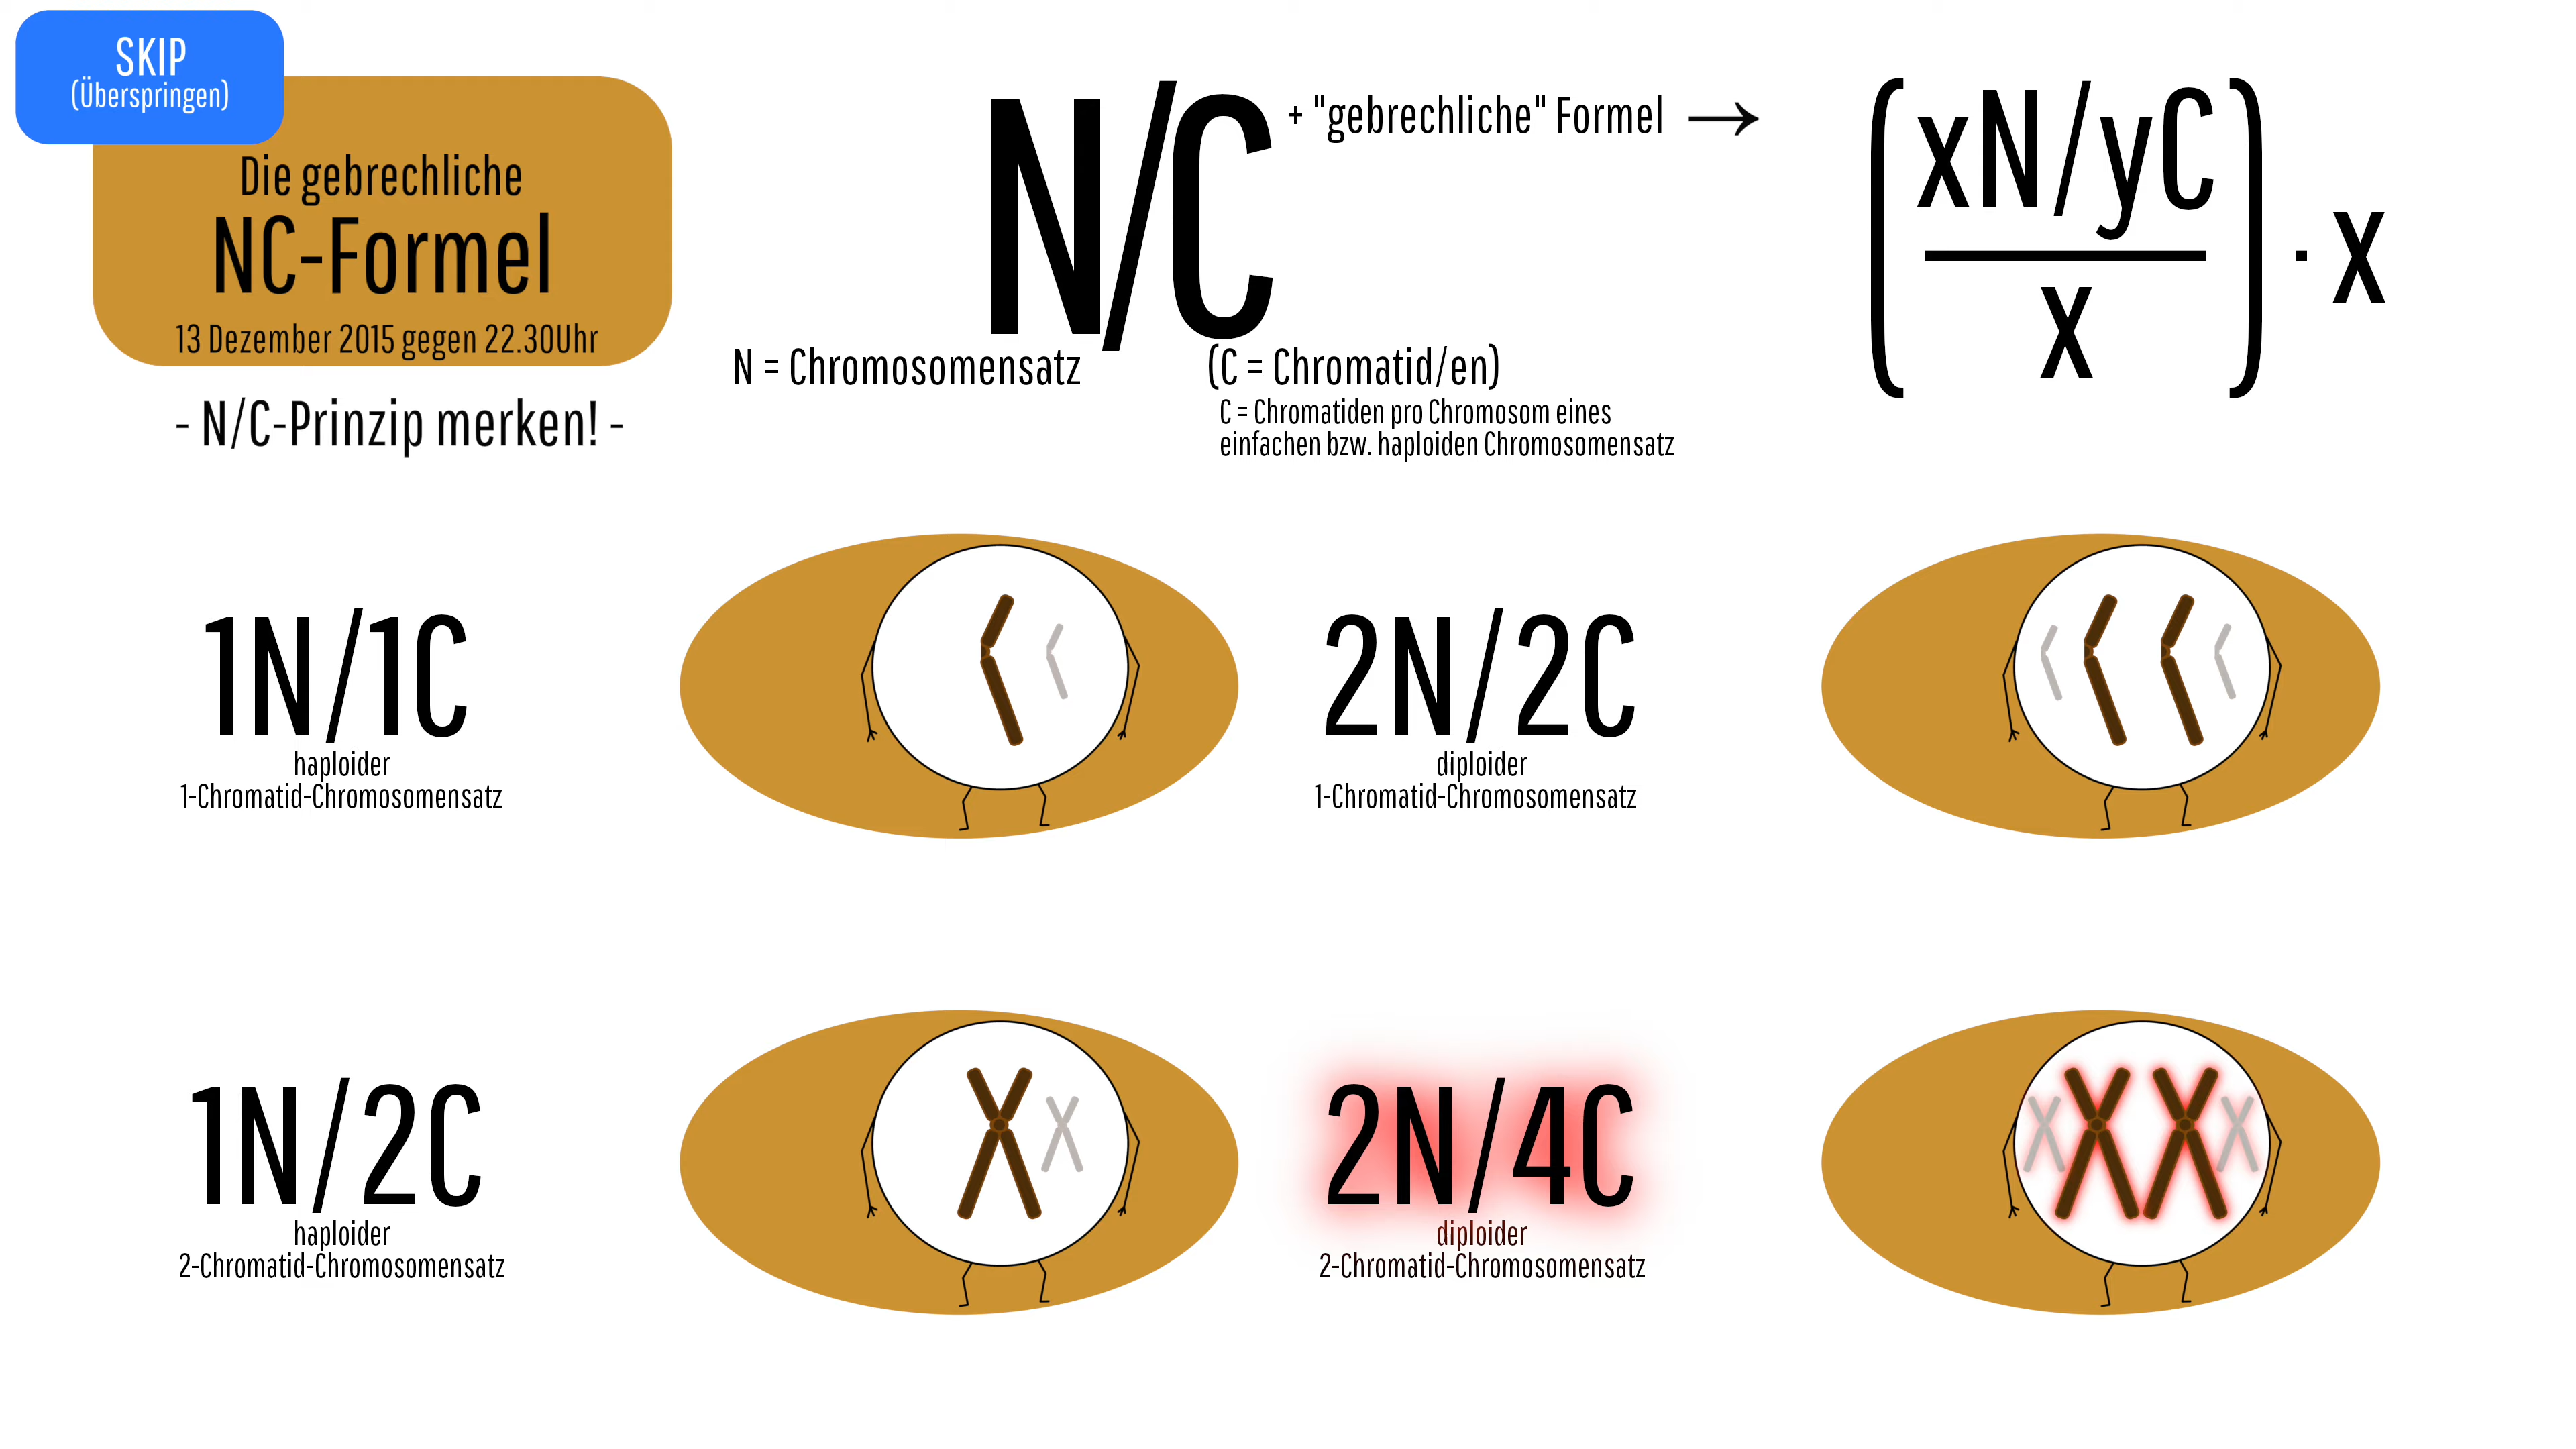 SKIP
(Überspringen)
Die gebrechliche
NC-Formel
13 Dezember 2015 gegen 22.30Uhr
- N/C-Prinzip merken! -
N/C
+ "gebrechliche" Formel →
N = Chromosomensatz
(C = Chromatid/en)
C = Chromatiden pro Chromosom eines
einfachen bzw. haploiden Chromosomensatz
(xN/yC
x) · x
1N/1C
haploider
1-Chromatid-Chromosomensatz
2N/2C
diploider
1-Chromatid-Chromosomensatz
1N/2C
haploider
2-Chromatid-Chromosomensatz
2N/4C
diploider
2-Chromatid-Chromosomensatz